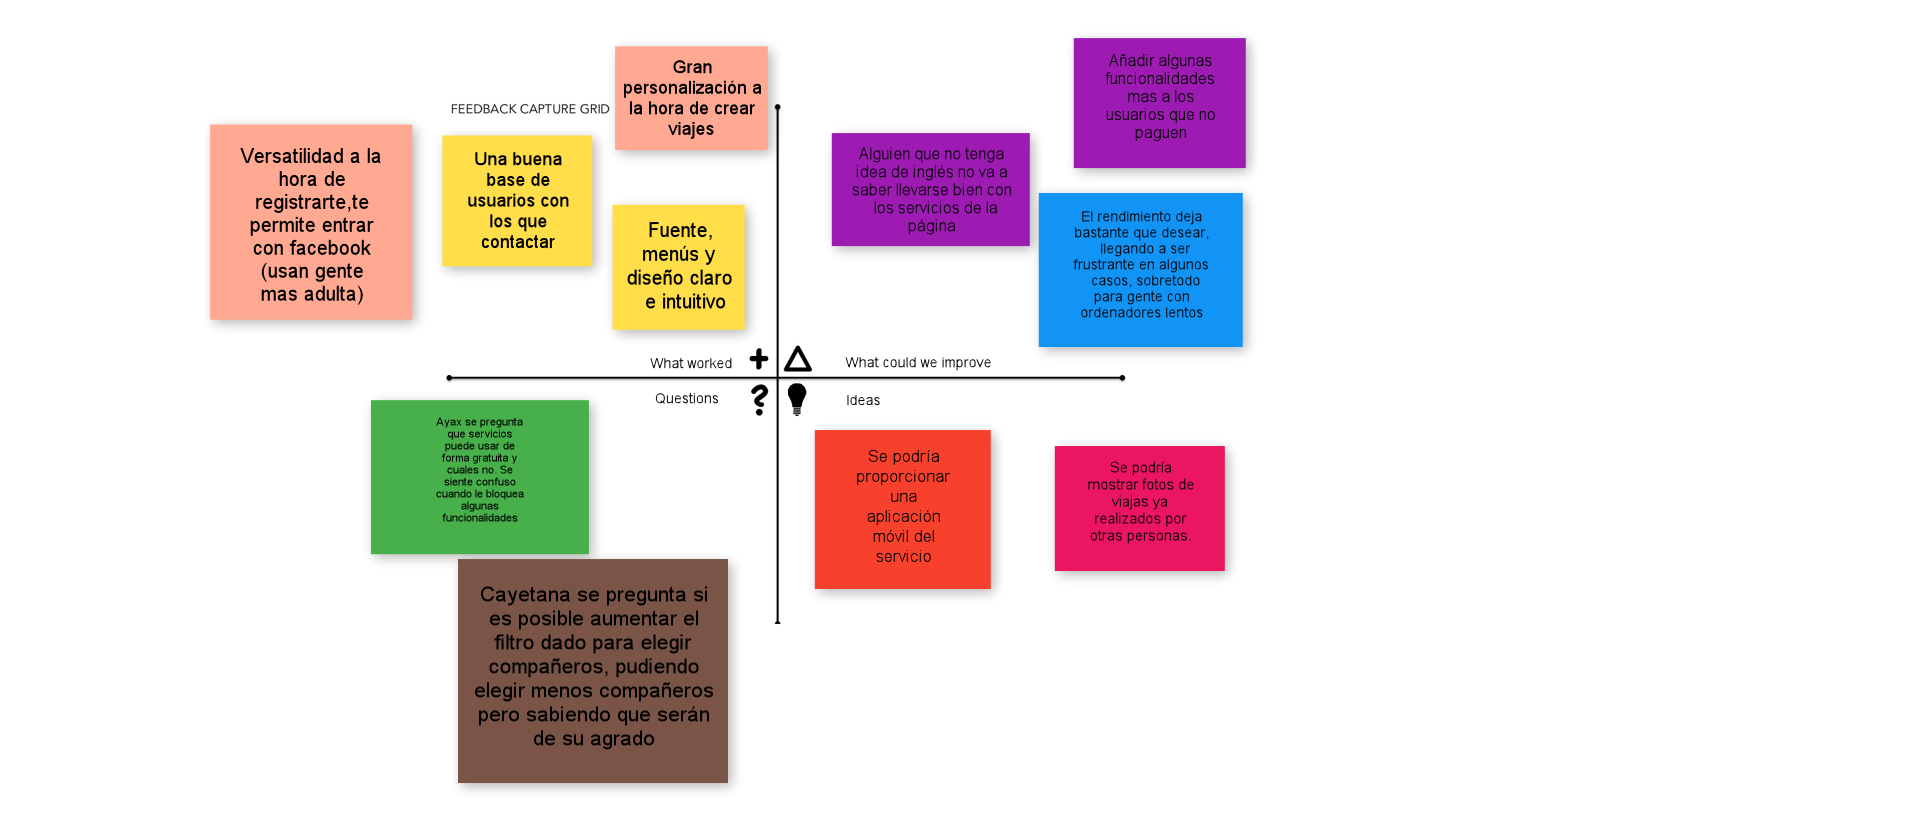 FEEDBACK CAPTURE GRID
Versatilidad a la
hora de
registrarte,te
permite entrar
con facebook
(usan gente
mas adulta)
Una buena
base de
usuarios con
los que
contactar
Gran
personalización a
la hora de crear
viajes
Fuente,
menús y
diseño claro
e intuitivo
Alguien que no tenga
idea de inglés no va a
saber llevarse bien con
los servicios de la
página
Añadir algunas
funcionalidades
mas a los
usuarios que no
paguen
El rendimiento deja
bastante que desear,
llegando a ser
frustrante en algunos
casos, sobretodo
para gente con
ordenadores lentos
What worked
What could we improve
Questions
Ideas
Ayax se pregunta
que servicios
puede usar de
forma gratuita y
cuales no. Se
siente confuso
cuando le bloquea
algunas
funcionalidades
Cayetana se pregunta si
es posible aumentar el
filtro dado para elegir
compañeros, pudiendo
elegir menos compañeros
pero sabiendo que serán
de su agrado
Se podría
proporcionar
una
aplicación
móvil del
servicio
Se podría
mostrar fotos de
viajas ya
realizados por
otras personas.